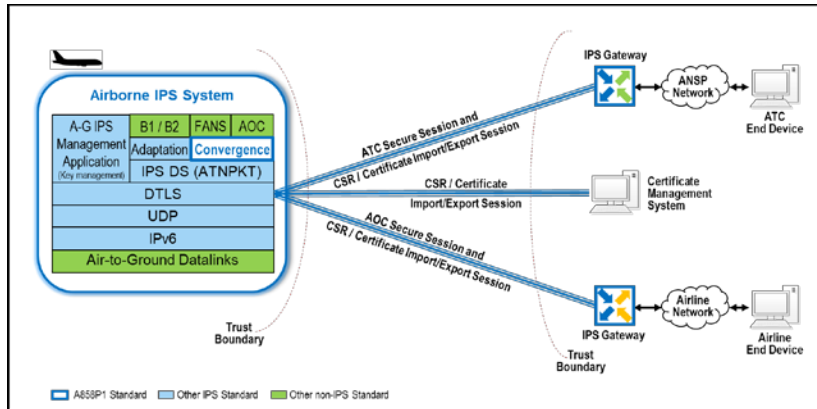 Airborne IPS System
A-G IPS
Management
Application
(Key management)
B1 / B2
FANS
AOC
Adaptation
Convergence
IPS DS (ATNPKT)
DTLS
UDP
IPv6
Air-to-Ground Datalinks
Trust
Boundary
ATC Secure Session and
CSR / Certificate Import/Export Session
CSR / Certificate
Import/Export Session
AOC Secure Session and
CSR / Certificate Import/Export Session
IPS Gateway
ANSP
Network
ATC
End Device
Certificate
Management
System
Airline
Network
IPS Gateway
Airline
End Device
Trust
Boundary
A858P1 Standard
Other IPS Standard
Other non-IPS Standard